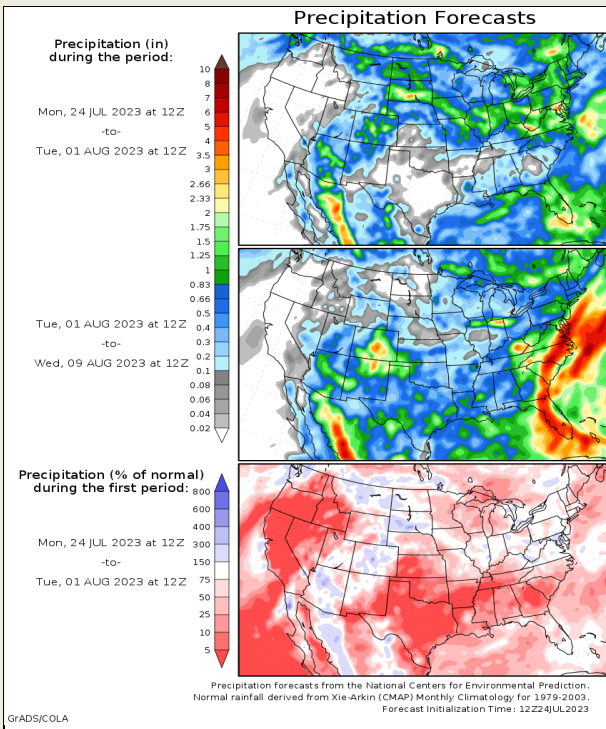 Precipitation Forecasts
Precipitation (in)
during the period:
Mon, 24 JUL 2023 at 12Z
-to-
Tue, 01 AUG 2023 at 12Z
10
8
7
6
5
4
3.5
3
2.66
2.33
2
1.75
1.5
1.25
1
0.83
0.66
0.5
0.4
0.3
0.2
0.1
0.08
0.06
0.04
0.02
Tue, 01 AUG 2023 at 12Z
-to-
Wed, 09 AUG 2023 at 12Z
Precipitation (% of normal)
during the first period:
Mon, 24 JUL 2023 at 12Z
-to-
Tue, 01 AUG 2023 at 12Z
800
600
400
300
150
75
50
25
10
5
Precipitation forecasts from the National Centers for Environmental Prediction.
Normal rainfall derived from Xie-Arkin (CMAP) Monthly Climatology for 1979-2003.
Forecast Initialization Time: 12Z24JUL2023
GrADS/COLA